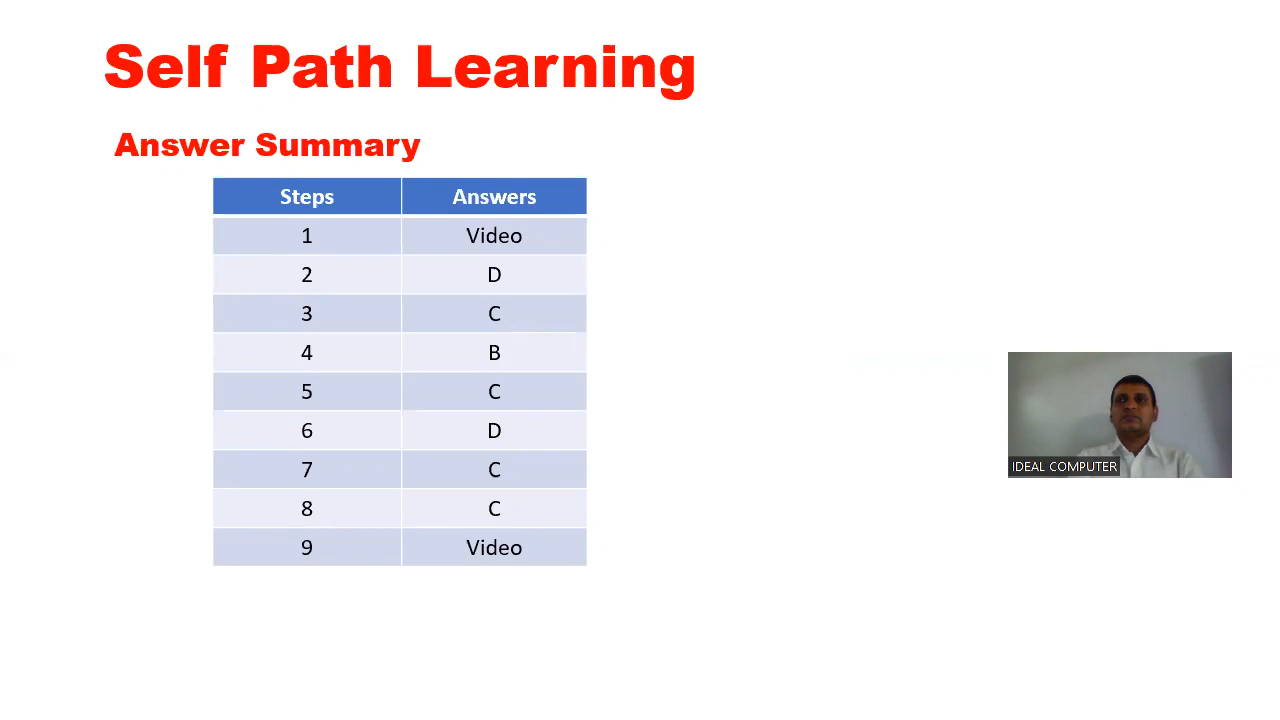 Self Path Learning
Answer Summary
Steps Answers
1 Video
2 D
3 C
4 B
5 C
6 D
7 C
8 C
9 Video
IDEAL COMPUTER